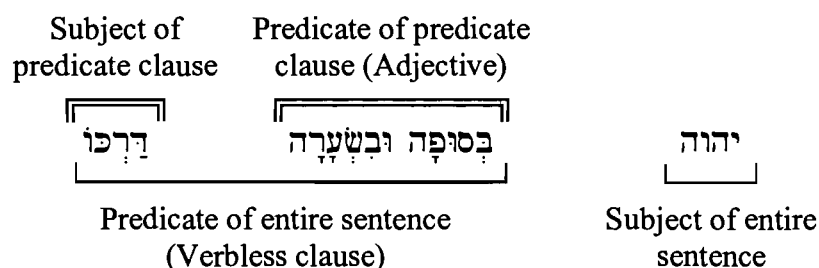 Subject of predicate clause
Predicate of predicate clause (Adjective)
יהוה בְּסוּפָה וּבִשְׂעָרָה דַּרְכּוֹ
Predicate of entire sentence (Verbless clause)
Subject of entire sentence